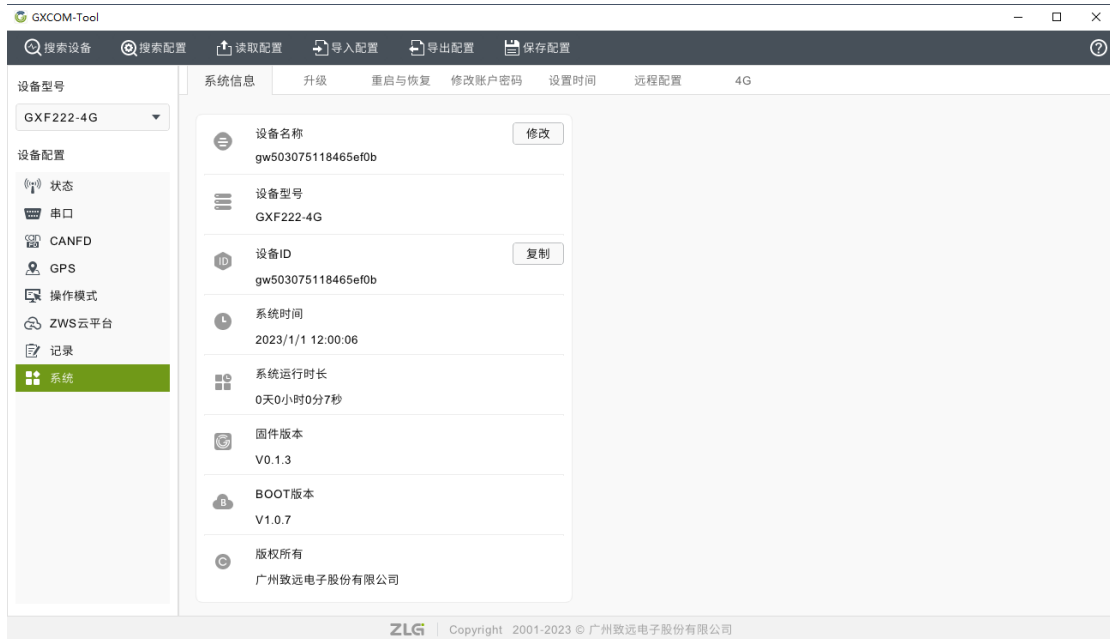 GXCOM-Tool
搜索设备 搜索配置 读取配置 导入配置 导出配置 保存配置
设备型号
GXF222-4G
设备配置
状态
串口
CANFD
GPS
操作模式
ZWS云平台
记录
系统
系统信息 升级 重启与恢复 修改账户密码 设置时间 远程配置 4G
设备名称
修改
gw503075118465ef0b
设备型号
GXF222-4G
ID
设备ID
复制
gw503075118465ef0b
系统时间
2023/1/1 12:00:06
系统运行时长
0天0小时0分7秒
固件版本
V0.1.3
B
BOOT版本
V1.0.7
版权所有
广州致远电子股份有限公司
ZLG Copyright 2001-2023 © 广州致远电子股份有限公司